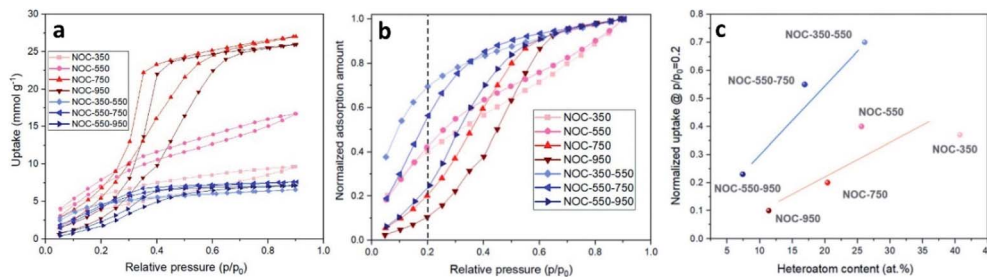 a
Uptake (mmol g⁻¹)
30
25
20
15
10
5
0
NOC-350
NOC-550
NOC-750
NOC-950
NOC-350-550
NOC-550-750
NOC-550-950
0.0 0.2 0.4 0.6 0.8 1.0
Relative pressure (p/p₀)
b
Normalized adsorption amount
1.0
0.8
0.6
0.4
0.2
0.0
NOC-350
NOC-550
NOC-750
NOC-950
NOC-350-550
NOC-550-750
NOC-550-950
0.0 0.2 0.4 0.6 0.8 1.0
Relative pressure (p/p₀)
c
Normalized uptake @ p/p₀=0.2
0.8
0.7
0.6
0.5
0.4
0.3
0.2
0.1
0.0
NOC-350-550
NOC-550-750
NOC-550
NOC-350
NOC-550-950
NOC-750
NOC-950
5 10 15 20 25 30 35 40 45
Heteroatom content (at.%)